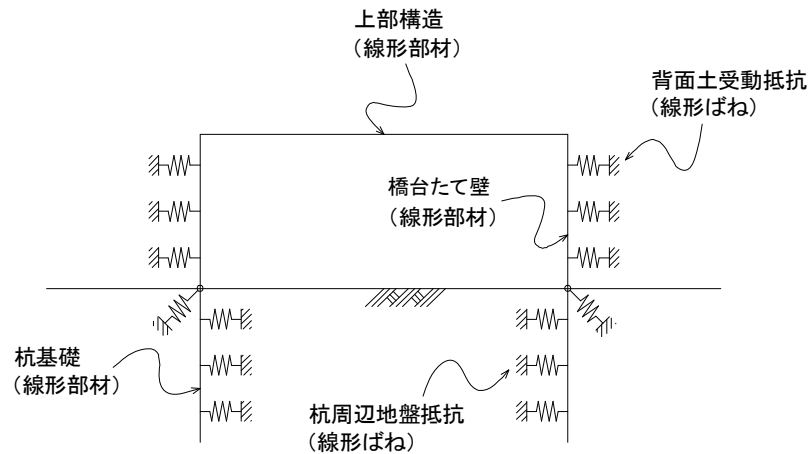 上部構造
（線形部材）
背面土受動抵抗
（線形ばね）
橋台たて壁
（線形部材）
杭基礎
（線形部材）
杭周辺地盤抵抗
（線形ばね）